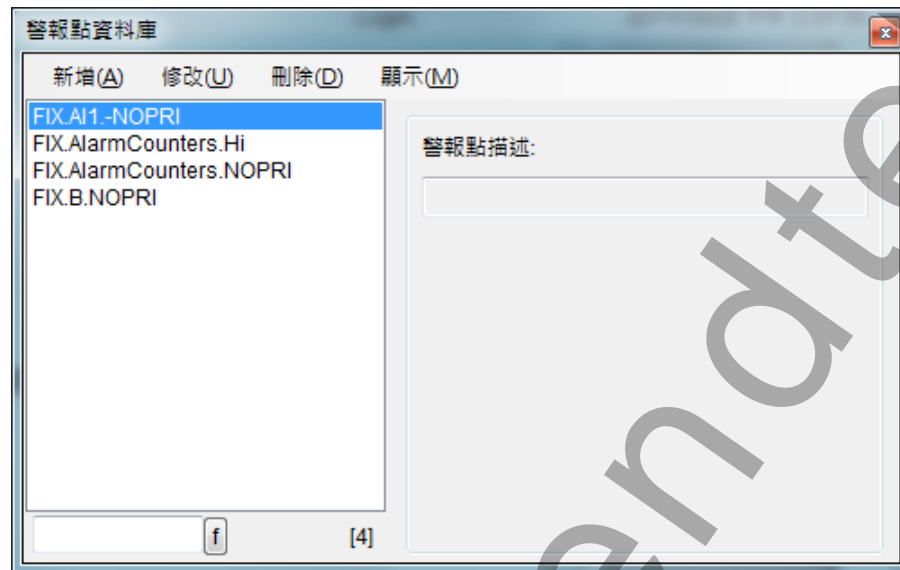 警報點資料庫
新增(A) 修改(U) 刪除(D) 顯示(M)
FIX.AI1.-NOPRI
FIX.AlarmCounters.Hi
FIX.AlarmCounters.NOPRI
FIX.B.NOPRI
警報點描述:
f [4]
endte